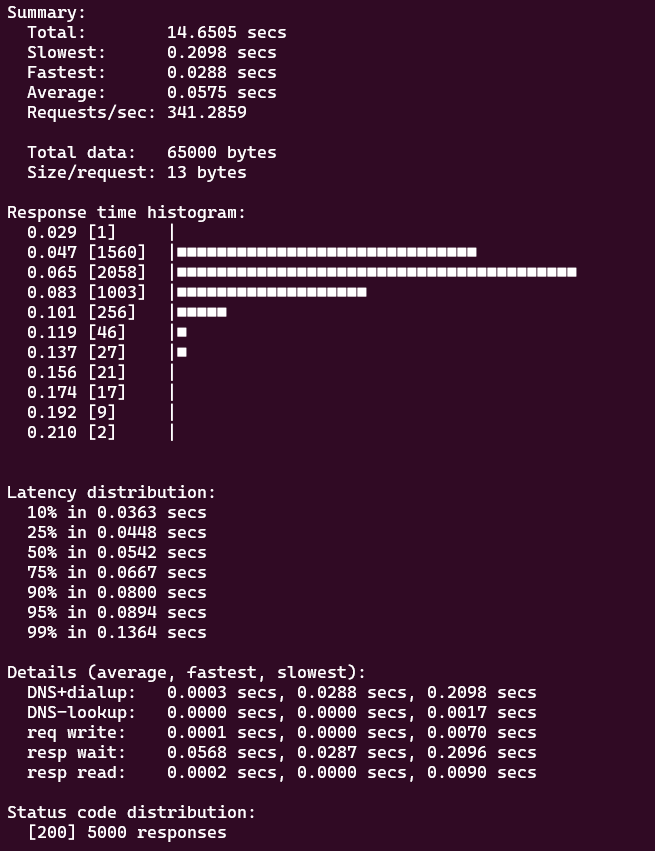 Summary:
  Total:        14.6505 secs
  Slowest:      0.2098 secs
  Fastest:      0.0288 secs
  Average:      0.0575 secs
  Requests/sec: 341.2859

  Total data:   65000 bytes
  Size/request: 13 bytes

Response time histogram:
  0.029 [1]     |
  0.047 [1560]  |■■■■■■■■■■■■■■■■■■■■■■■■■■■■■■
  0.065 [2058]  |■■■■■■■■■■■■■■■■■■■■■■■■■■■■■■■■■■■■■■■■
  0.083 [1003]  |■■■■■■■■■■■■■■■■■■■
  0.101 [256]   |■■■■■
  0.119 [46]    |■
  0.137 [27]    |■
  0.156 [21]    |
  0.174 [17]    |
  0.192 [9]     |
  0.210 [2]     |

Latency distribution:
  10% in 0.0363 secs
  25% in 0.0448 secs
  50% in 0.0542 secs
  75% in 0.0667 secs
  90% in 0.0800 secs
  95% in 0.0894 secs
  99% in 0.1364 secs

Details (average, fastest, slowest):
  DNS+dialup:   0.0003 secs, 0.0288 secs, 0.2098 secs
  DNS-lookup:   0.0000 secs, 0.0000 secs, 0.0017 secs
  req write:    0.0001 secs, 0.0000 secs, 0.0070 secs
  resp wait:    0.0568 secs, 0.0287 secs, 0.2096 secs
  resp read:    0.0002 secs, 0.0000 secs, 0.0090 secs

Status code distribution:
  [200] 5000 responses